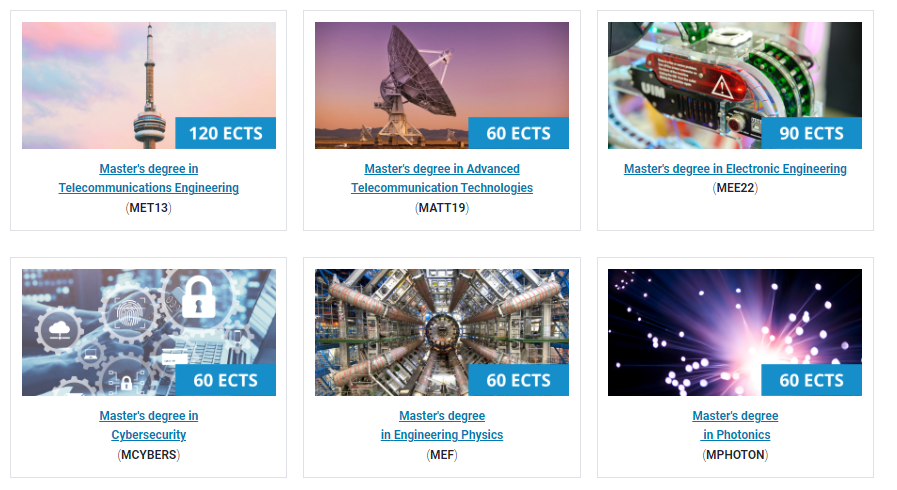 120 ECTS
Master's degree in
Telecommunications Engineering
(MET13)
60 ECTS
Master's degree in Advanced
Telecommunication Technologies
(MATT19)
UIM
90 ECTS
Master's degree in Electronic Engineering
(MEE22)
60 ECTS
Master's degree in
Cybersecurity
(MCYBERS)
60 ECTS
Master's degree
in Engineering Physics
(MEF)
60 ECTS
Master's degree
in Photonics
(MPHOTON)